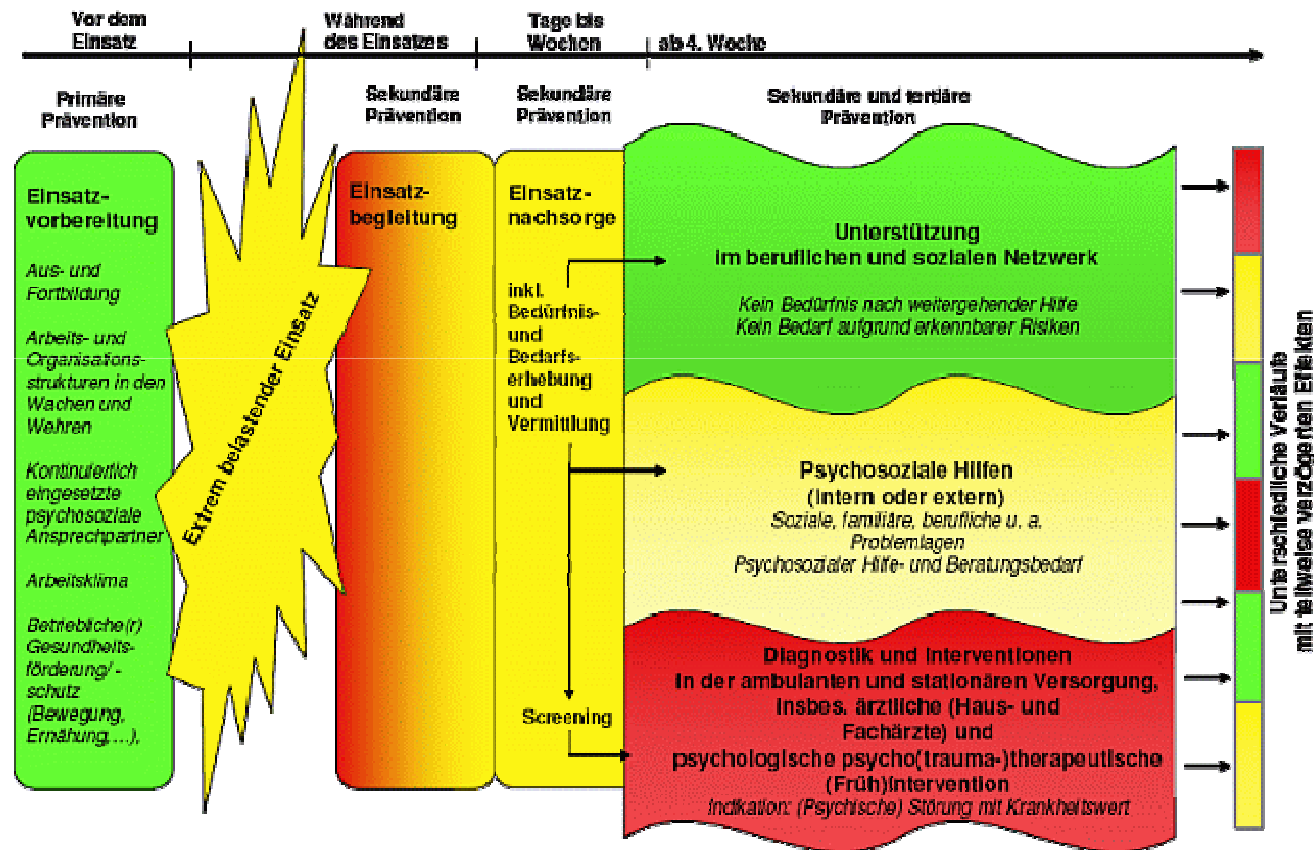 Vor dem
Einsatz
Während
des Einsatzes
Tage bis
Wochen
ab 4. Woche
Primäre
Prävention
Sekundäre
Prävention
Sekundäre
Prävention
Sekundäre und tertiäre
Prävention
Einsatz-
vorbereitung
Aus- und
Fortbildung
Arbeits- und
Organisations-
strukturen in den
Wachen und
Wehren
Kontinuierlich
eingesetzte
psychosoziale
Ansprechpartner
Arbeitsklima
Betriebliche(r)
Gesundheits-
förderung/ -
schutz
(Bewegung,
Ernährung,...),
Extrem belastender Einsatz
Einsatz-
begleitung
Einsatz-
nachsorge
inkl.
Bedürfnis-
und
Bedarfs-
erhebung
und
Vermittlung
Screening
Unterstützung
im beruflichen und sozialen Netzwerk
Kein Bedürfnis nach weitergehender Hilfe
Kein Bedarf aufgrund erkennbarer Risiken
Psychosoziale Hilfen
(intern oder extern)
Soziale, familiäre, berufliche u. a.
Problemlagen
Psychosozialer Hilfe- und Beratungsbedarf
Diagnostik und Interventionen
in der ambulanten und stationären Versorgung,
insbes. ärztliche (Haus- und
Fachärzte) und
psychologische psycho(trauma-)therapeutische
(Früh)intervention
Indikation: (Psychische) Störung mit Krankheitswert
Unterschiedliche Verläufe
mit teilweise verzögerten Effekten